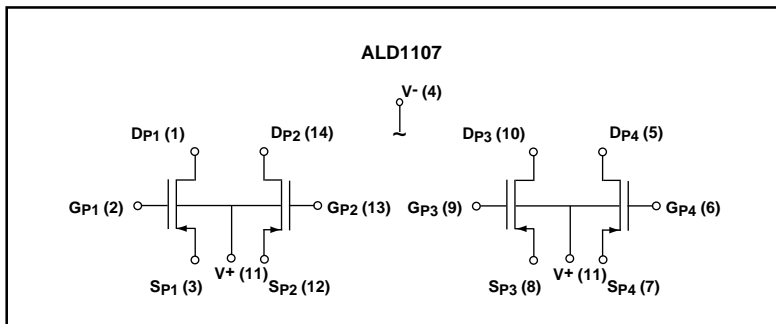 ALD1107
V- (4)
DP1 (1)
DP2 (14)
DP3 (10)
DP4 (5)
~
GP1 (2)
GP2 (13)
GP3 (9)
GP4 (6)
V+ (11)
V+ (11)
SP1 (3)
SP2 (12)
SP3 (8)
SP4 (7)